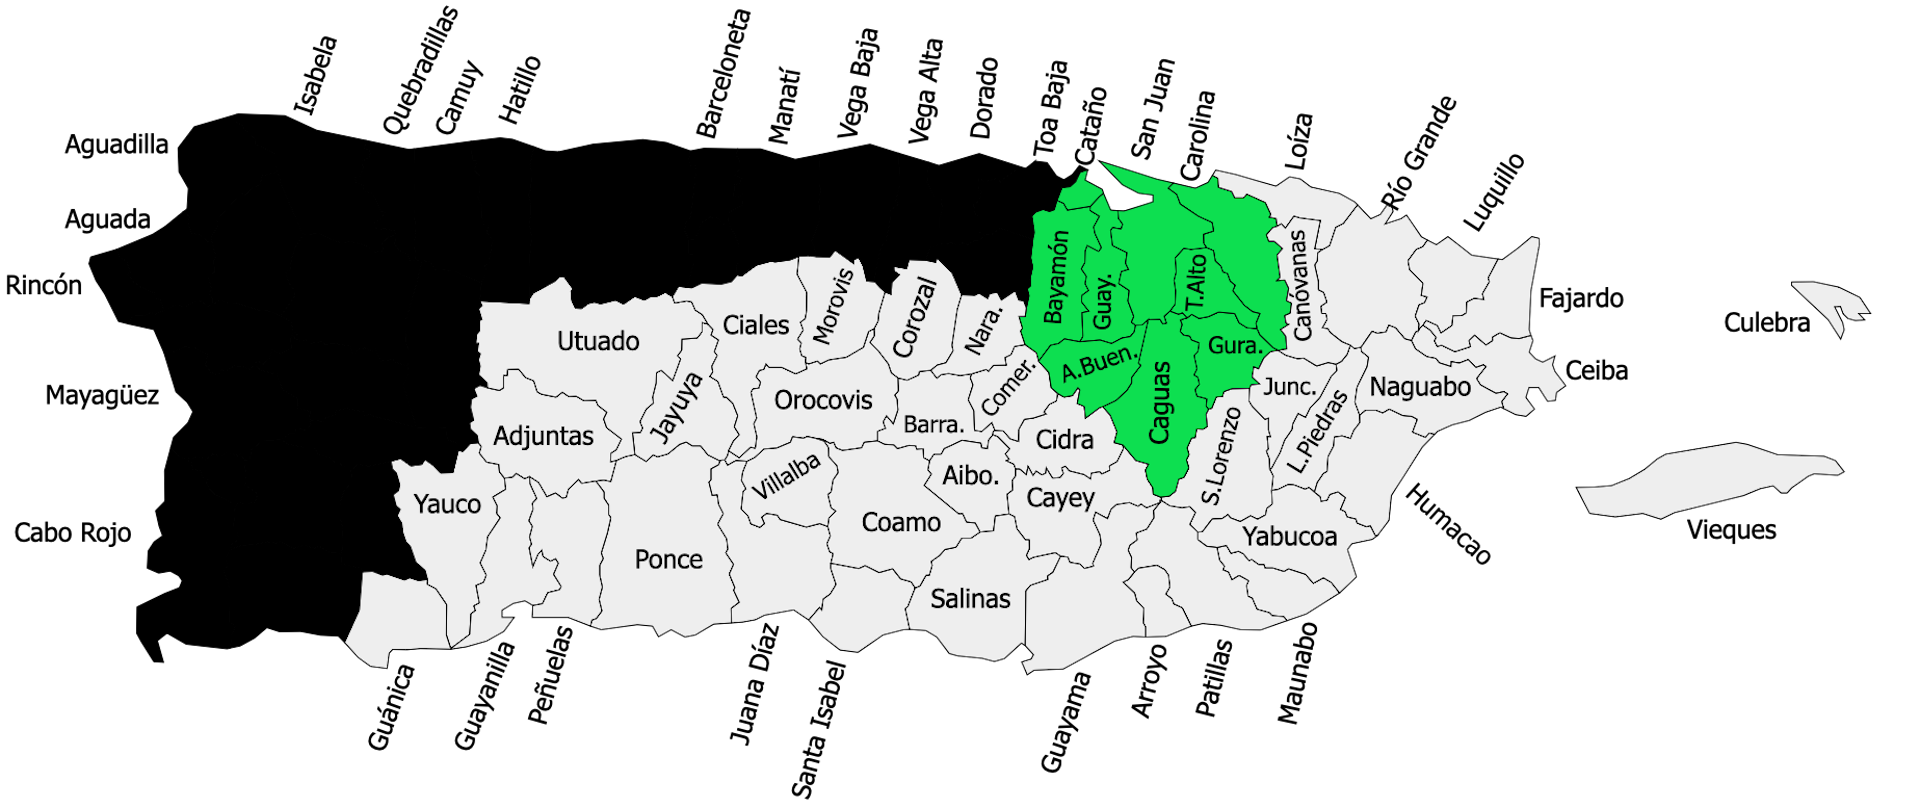 Isabela
Quebradillas
Camuy
Hatillo
Barceloneta
Manatí
Vega Baja
Vega Alta
Dorado
Toa Baja
Cataño
San Juan
Carolina
Loíza
Río Grande
Luquillo
Aguadilla
Aguada
Rincón
Mayagüez
Cabo Rojo
Utuado
Ciales
Morovis
Corozal
Nara.
Bayamón
Guay.
T.Alto
Canóvanas
Fajardo
Culebra
Ceiba
Adjuntas
Jayuya
Orocovis
Barra.
Comer.
A.Buen.
Caguas
Gura.
Junc.
L.Piedras
Naguabo
Cidra
S.Lorenzo
Yauco
Villalba
Aibo.
Cayey
Coamo
Ponce
Salinas
Yabucoa
Humacao
Vieques
Guánica
Guayanilla
Peñuelas
Juana Díaz
Santa Isabel
Guayama
Arroyo
Patillas
Maunabo